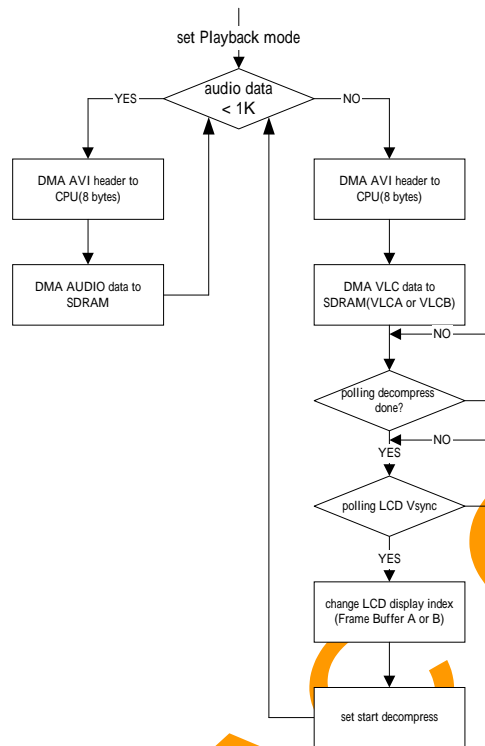 set Playback mode
audio data
< 1K
YES
NO
DMA AVI header to
CPU(8 bytes)
DMA AVI header to
CPU(8 bytes)
DMA AUDIO data to
SDRAM
DMA VLC data to
SDRAM(VLCA or VLCB)
NO
polling decompress
done?
NO
YES
polling LCD Vsync
YES
change LCD display index
(Frame Buffer A or B)
set start decompress